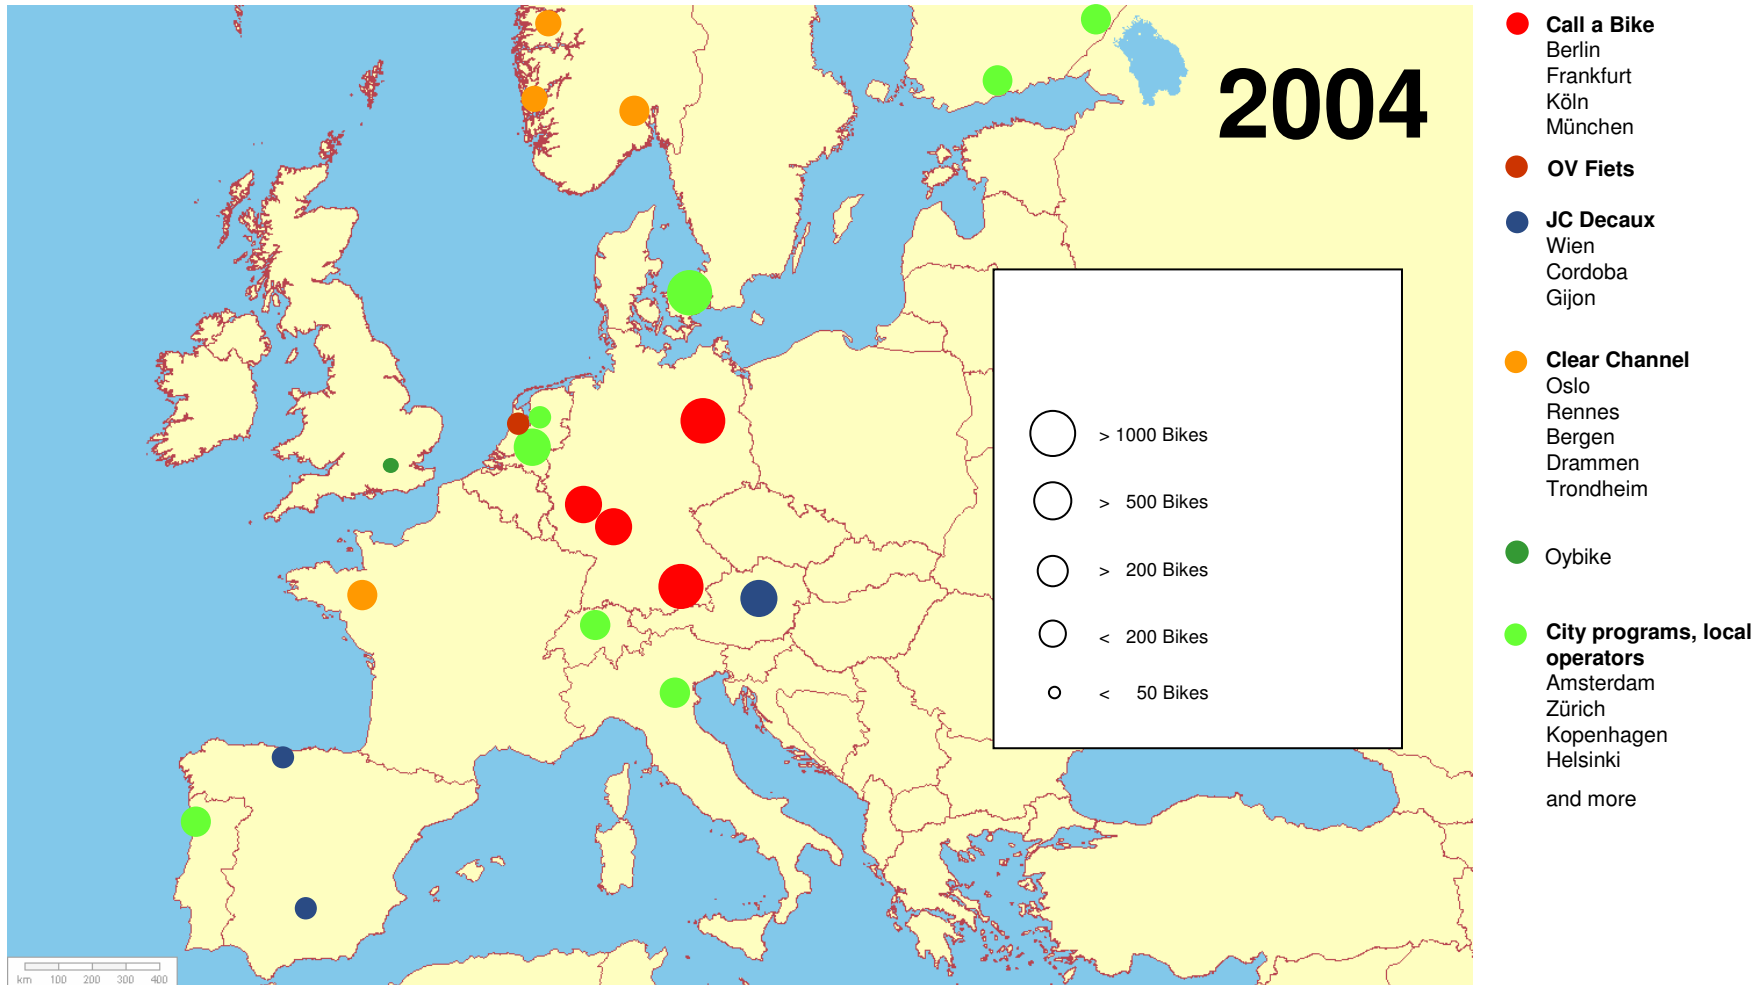 2004
> 1000 Bikes
> 500 Bikes
> 200 Bikes
< 200 Bikes
< 50 Bikes
km 100 200 300 400
Call a Bike
Berlin
Frankfurt
Köln
München
OV Fiets
JC Decaux
Wien
Cordoba
Gijon
Clear Channel
Oslo
Rennes
Bergen
Drammen
Trondheim
Oybike
City programs, local
operators
Amsterdam
Zürich
Kopenhagen
Helsinki
and more